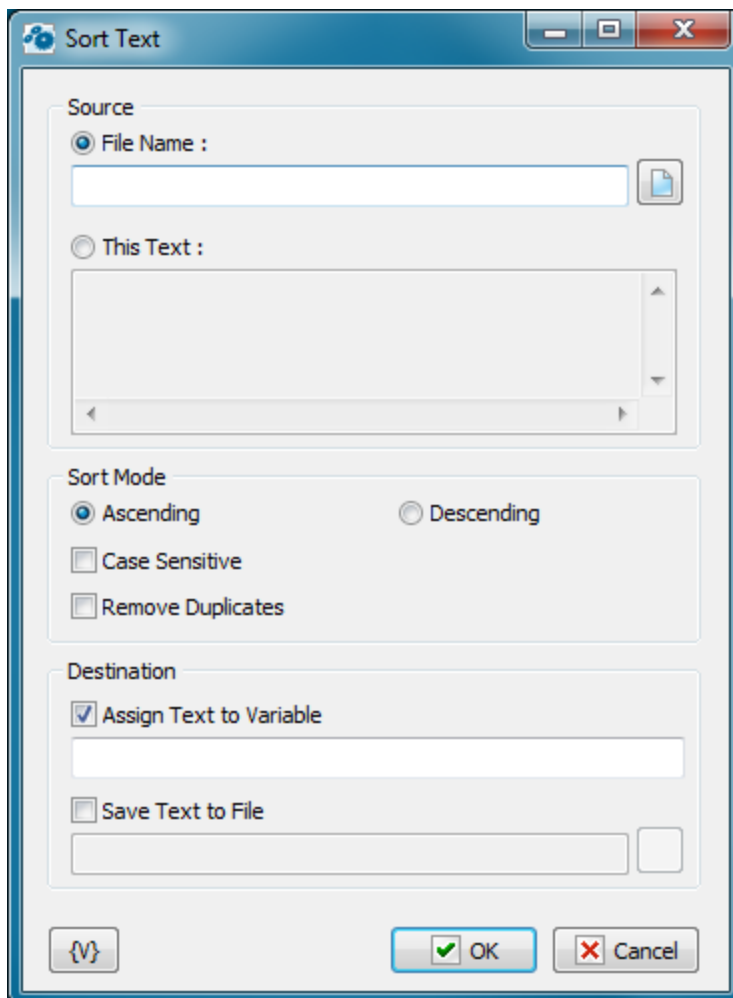 Sort Text
Source
File Name :
This Text :
Sort Mode
Ascending Descending
Case Sensitive
Remove Duplicates
Destination
Assign Text to Variable
Save Text to File
{V} OK Cancel